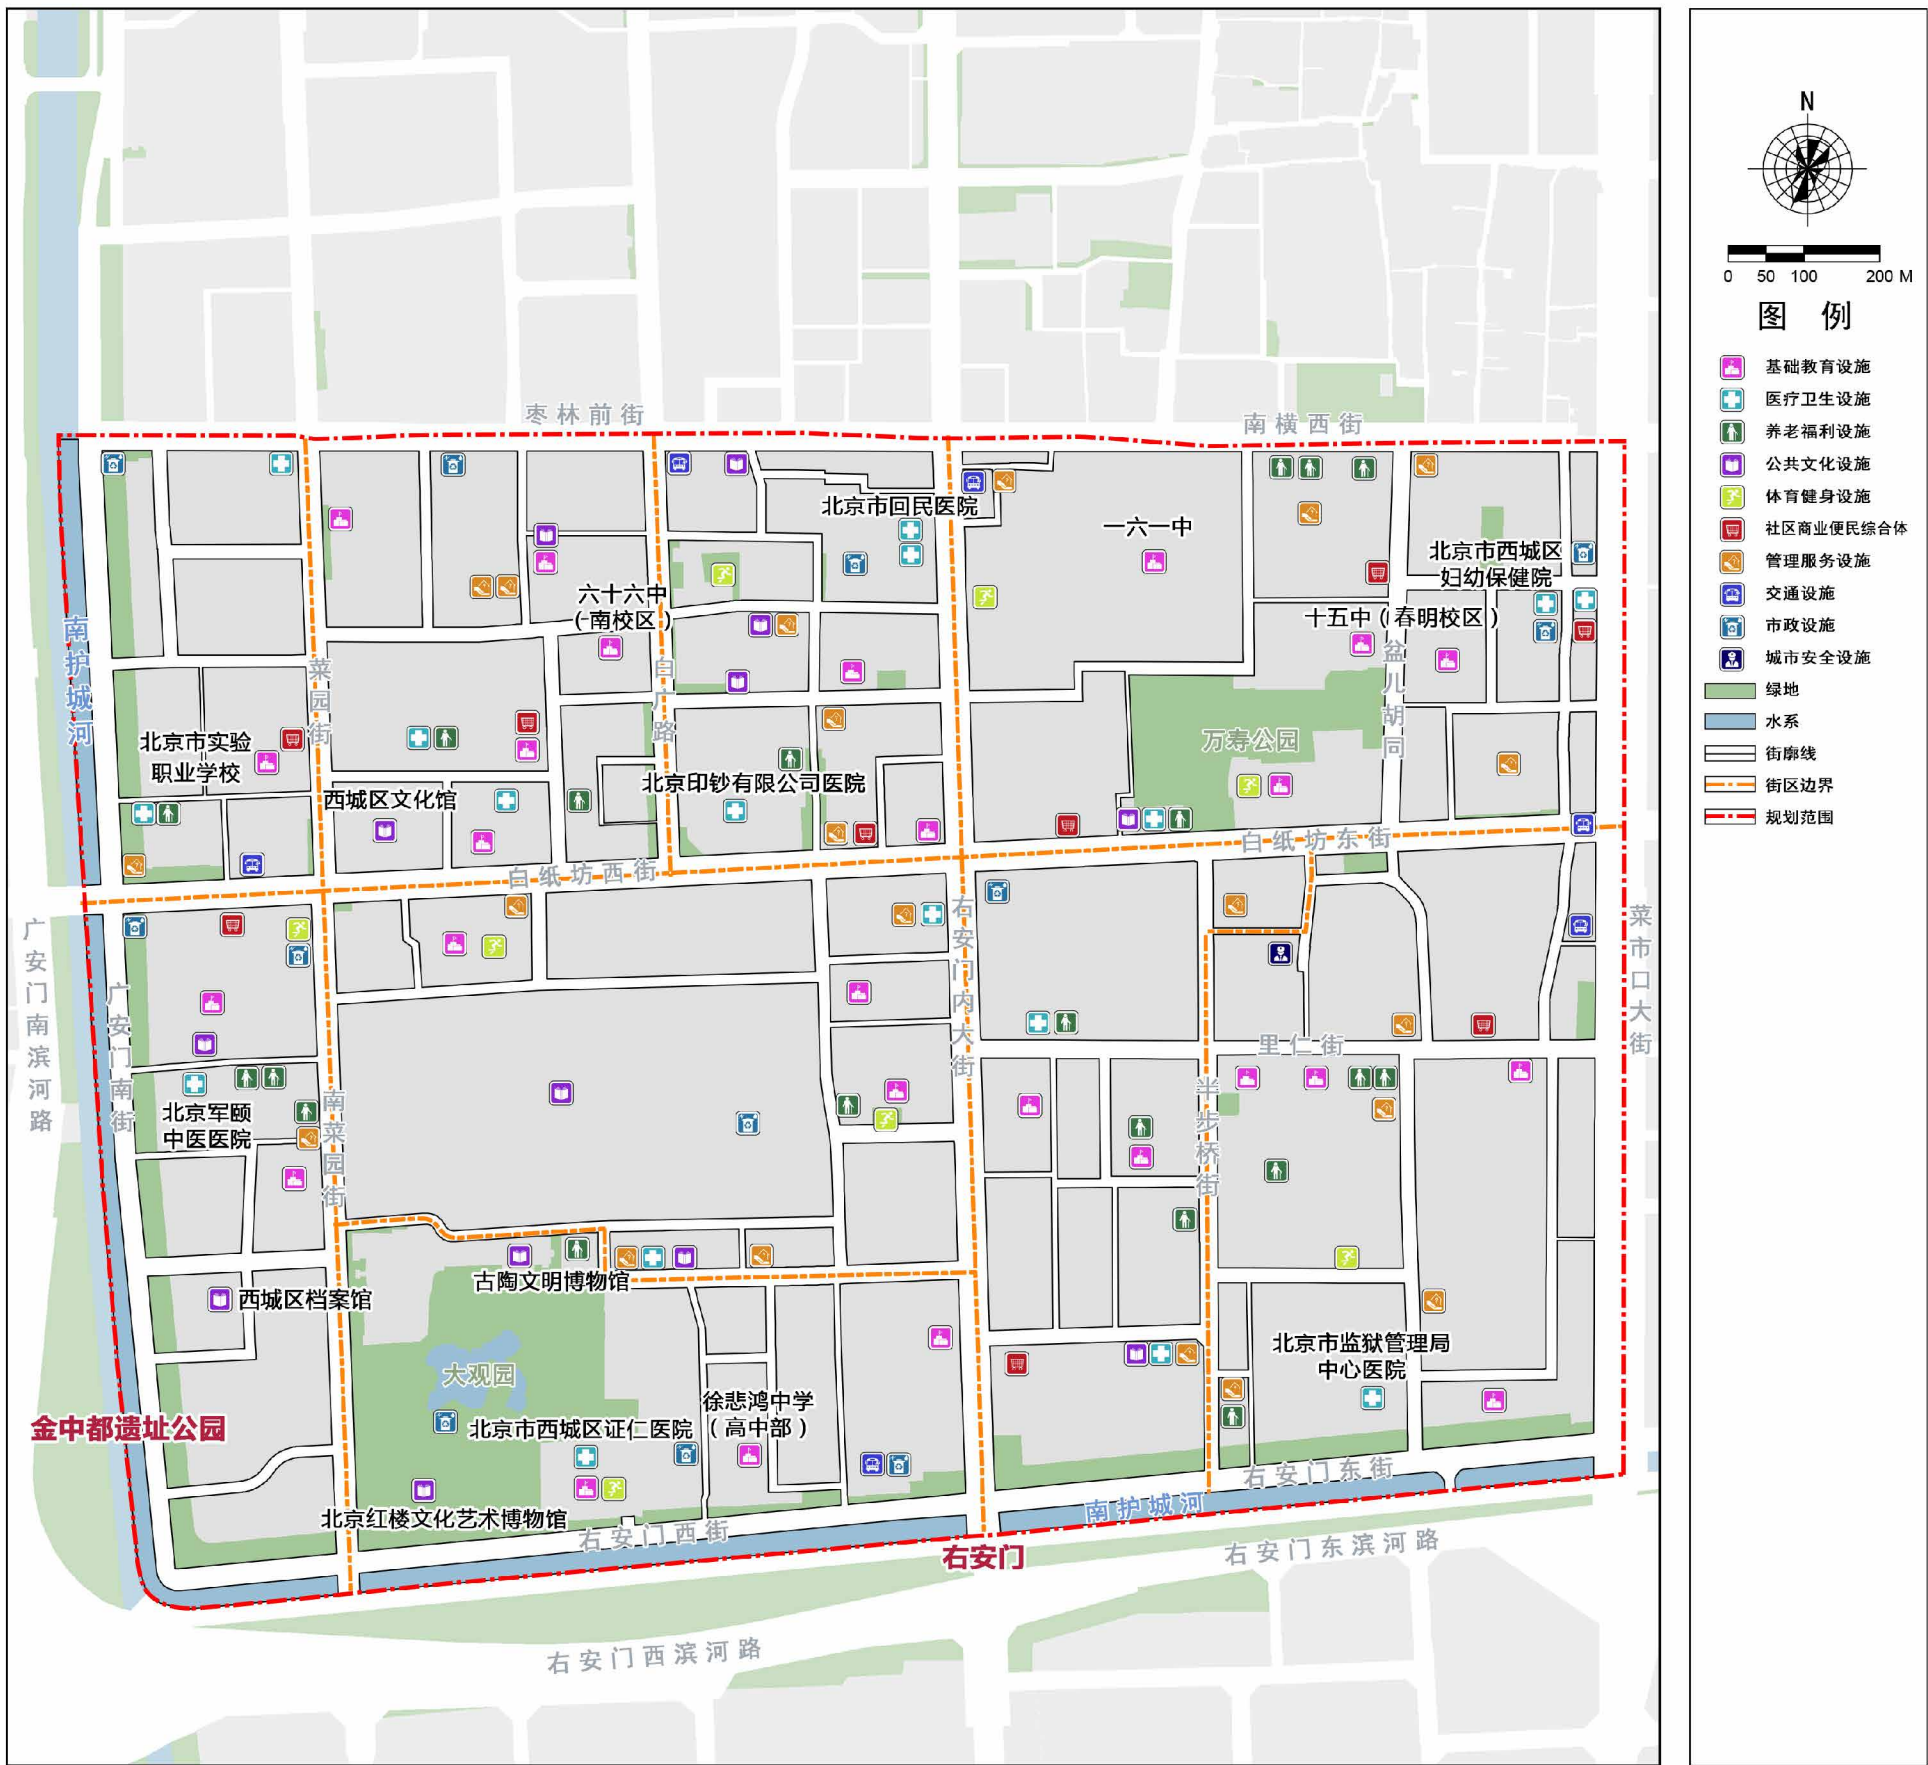 枣林前街
南横西街
北京市回民医院
一六一中
北京市西城区
妇幼保健院
六十六中
(南校区)
十五中(春明校区)
南护城河
菜园街
白广路
盆儿胡同
北京市实验
职业学校
万寿公园
北京印钞有限公司医院
西城区文化馆
白纸坊东街
白纸坊西街
广安门南滨河路
广安门南街
右安门内大街
菜市口大街
里仁街
半步桥街
南菜园街
北京军颐
中医医院
古陶文明博物馆
西城区档案馆
大观园
北京市监狱管理局
中心医院
徐悲鸿中学
(高中部)
金中都遗址公园
北京市西城区证仁医院
右安门东街
南护城河
北京红楼文化艺术博物馆
右安门西街
右安门
右安门东滨河路
右安门西滨河路
N
0 50 100 200 M
图例
基础教育设施
医疗卫生设施
养老福利设施
公共文化设施
体育健身设施
社区商业便民综合体
管理服务设施
交通设施
市政设施
城市安全设施
绿地
水系
街廓线
街区边界
规划范围